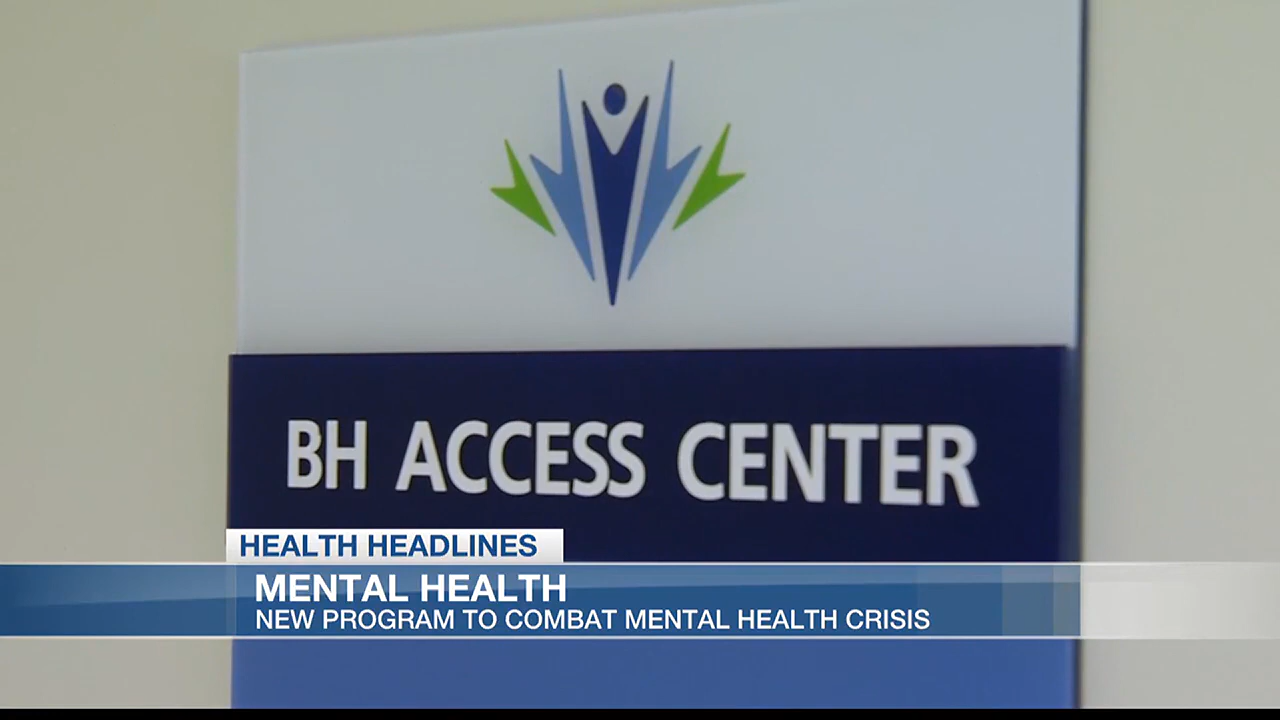 BH ACCESS CENTER
HEALTH HEADLINES
MENTAL HEALTH
NEW PROGRAM TO COMBAT MENTAL HEALTH CRISIS